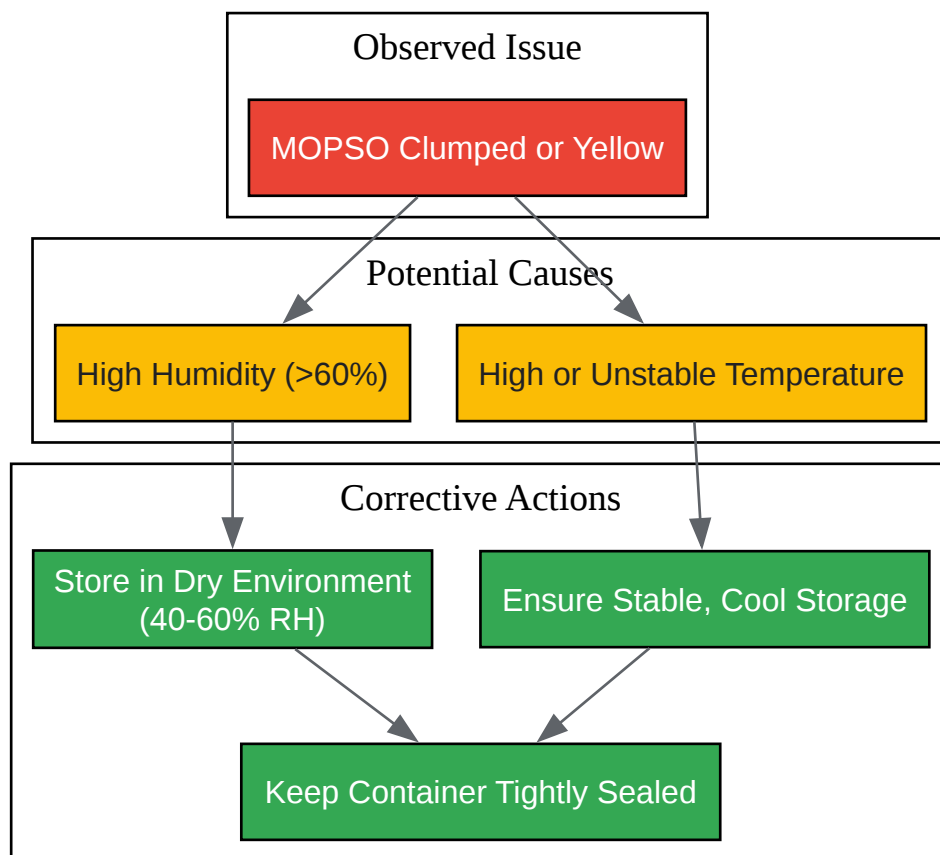 Observed Issue
MOPSO Clumped or Yellow
Potential Causes
High Humidity (>60%)
High or Unstable Temperature
Corrective Actions
Store in Dry Environment
(40-60% RH)
Ensure Stable, Cool Storage
Keep Container Tightly Sealed